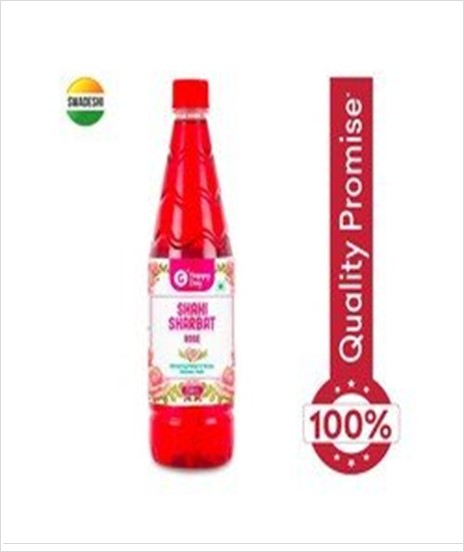 SWADESHI
Quality Promise*
100%
G Happy
Day
SHAHI
SHARBAT
ROSE